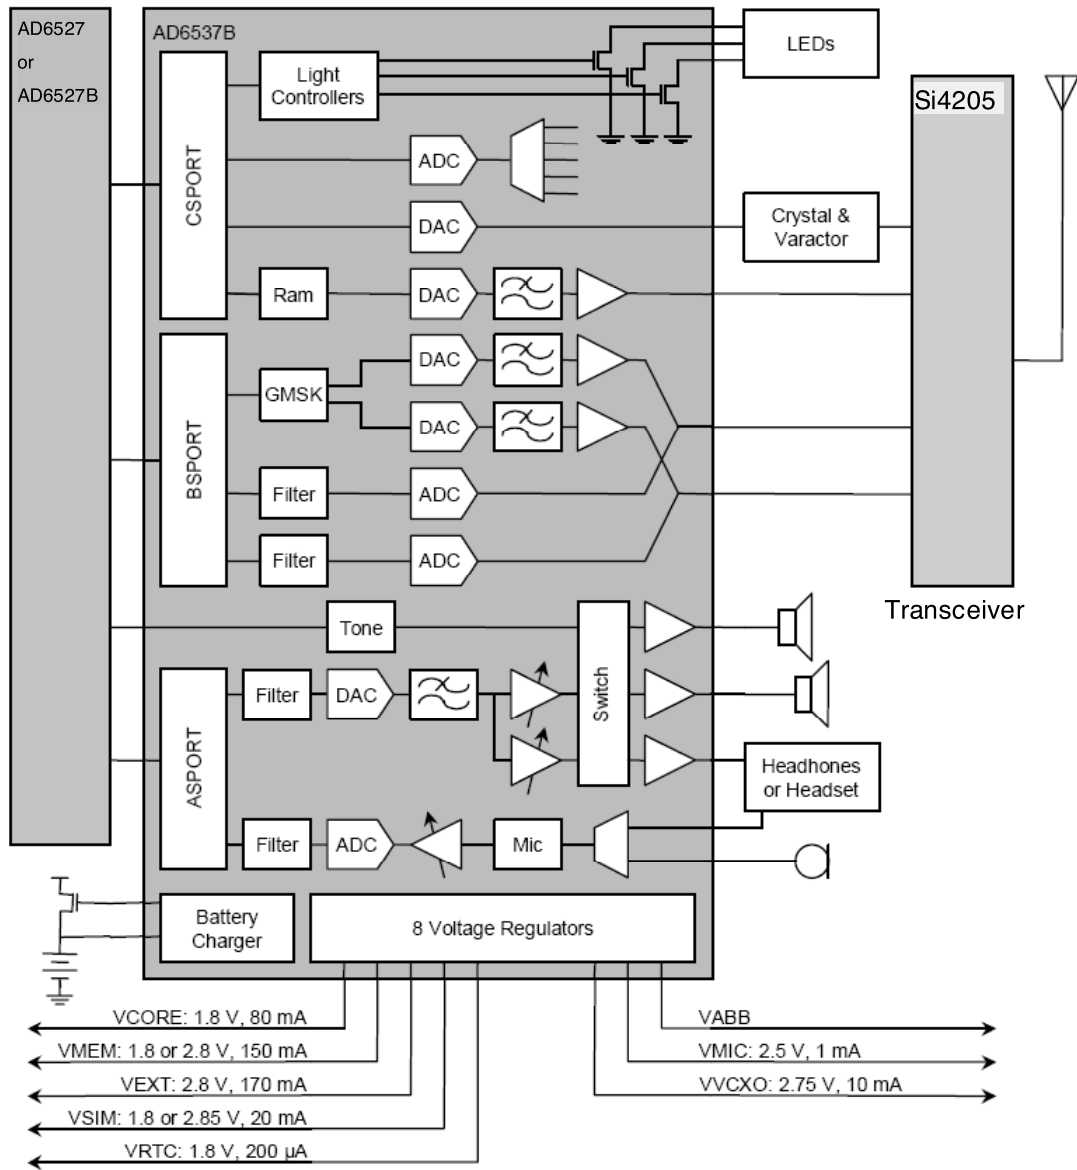 AD6527
or
AD6527B
AD6537B
CSPORT
Light
Controllers
LEDs
Si4205
ADC
DAC
Crystal &
Varactor
Ram
DAC
BSPORT
GMSK
DAC
DAC
Filter
ADC
Filter
ADC
Transceiver
Tone
Switch
ASPORT
Filter
DAC
Headhones
or Headset
Filter
ADC
Mic
Battery
Charger
8 Voltage Regulators
VCORE: 1.8 V, 80 mA
VMEM: 1.8 or 2.8 V, 150 mA
VEXT: 2.8 V, 170 mA
VSIM: 1.8 or 2.85 V, 20 mA
VRTC: 1.8 V, 200 µA
VABB
VMIC: 2.5 V, 1 mA
VVCXO: 2.75 V, 10 mA